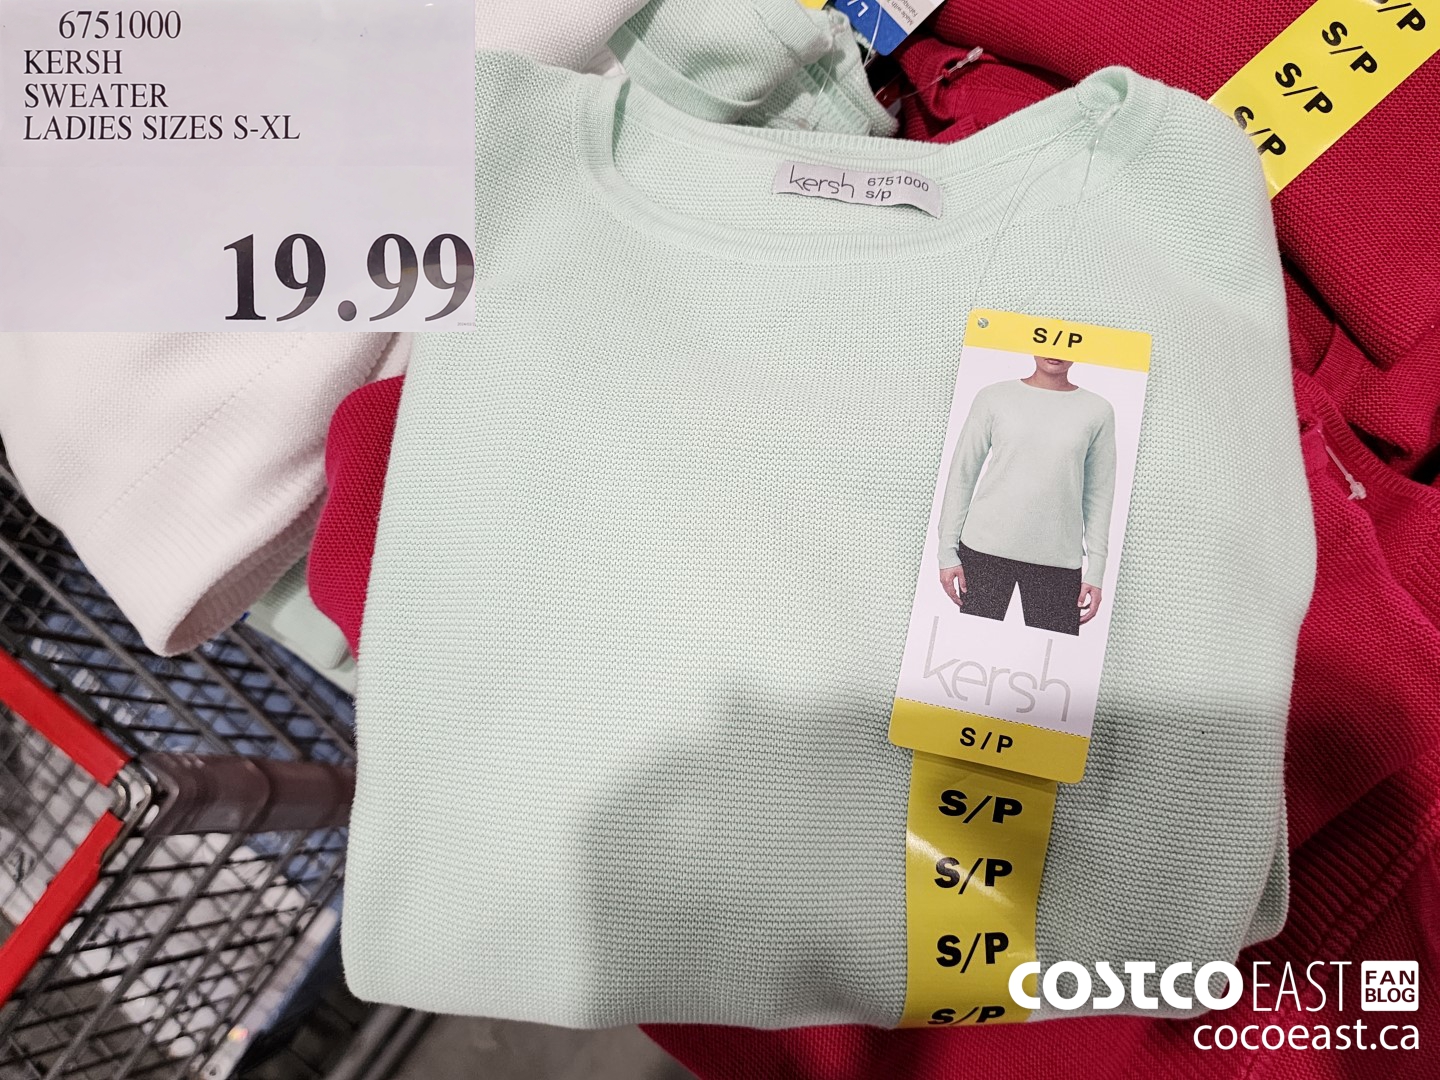 6751000
KERSH
SWEATER
LADIES SIZES S-XL
19.99
L/
S/P
S/P
S/P
kersh 6751000
s/p
S/P
kersh
S/P
S/P
S/P
S/P
S/P
COSTCO EAST FAN BLOG
cocoeast.ca